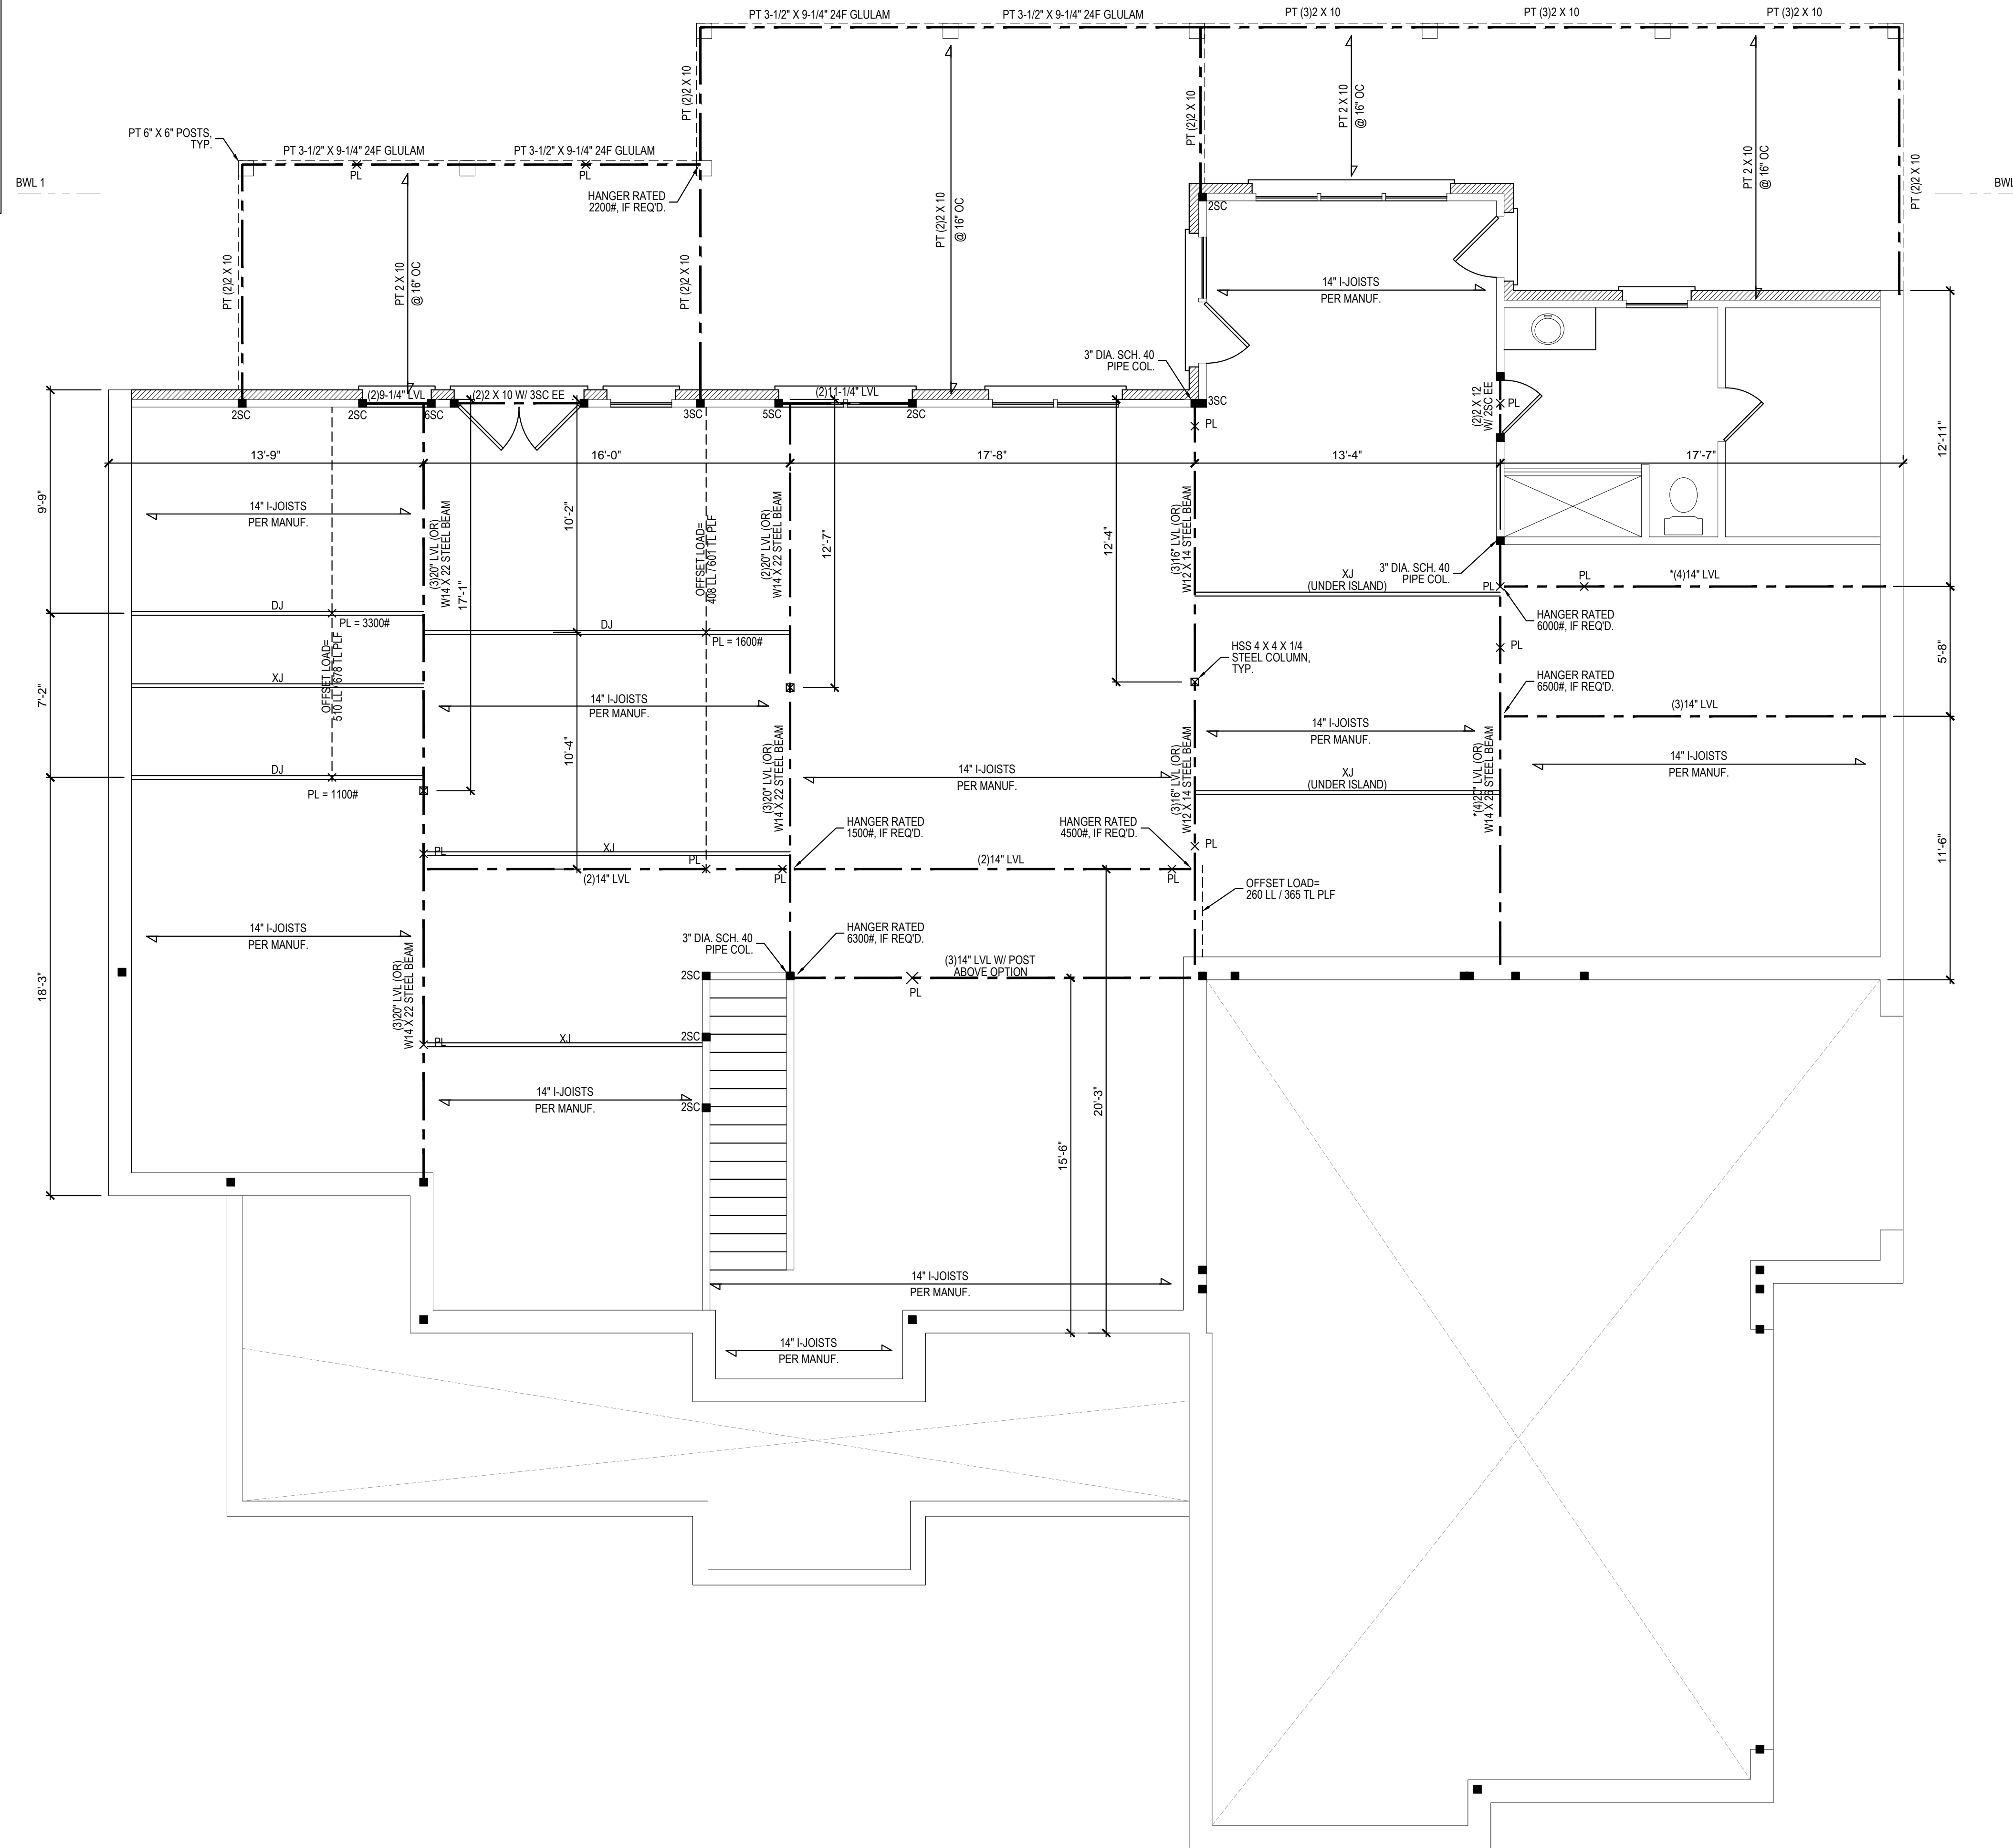 PT 3-1/2" X 9-1/4" 24F GLULAM
PT 3-1/2" X 9-1/4" 24F GLULAM
PT (3)2 X 10
PT (3)2 X 10
PT (3)2 X 10
PT (2)2 X 10
PT (2)2 X 10
PT 2 X 10
@ 16" OC
PT 2 X 10
@ 16" OC
PT (2)2 X 10
PT 6" X 6" POSTS,
TYP.
PT 3-1/2" X 9-1/4" 24F GLULAM
PT 3-1/2" X 9-1/4" 24F GLULAM
PL
PL
BWL 1
BWL
HANGER RATED
2200#, IF REQ'D.
2SC
PT (2)2 X 10
PT 2 X 10
@ 16" OC
PT (2)2 X 10
PT (2)2 X 10
@ 16" OC
14" I-JOISTS
PER MANUF.
3" DIA. SCH. 40
PIPE COL.
2SC
2SC
(2)9-1/4" LVL
6SC
(2)2 X 10 W/ 3SC EE
3SC
5SC
(2)11-1/4" LVL
2SC
3SC
PL
(2)2 X 12
W/ 2SC EE
PL
13'-9"
16'-0"
17'-8"
13'-4"
17'-7"
12'-11"
9'-9"
14" I-JOISTS
PER MANUF.
(3)20" LVL (OR)
W14 X 22 STEEL BEAM
17'-1"
10'-2"
OFFSET LOAD=
408 LL / 601 TL PLF
(2)20" LVL (OR)
W14 X 22 STEEL BEAM
12'-7"
12'-4"
(3)16" LVL (OR)
W12 X 14 STEEL BEAM
3" DIA. SCH. 40
PIPE COL.
XJ
(UNDER ISLAND)
PL
PL
*(4)14" LVL
HANGER RATED
6000#, IF REQ'D.
DJ
PL = 3300#
OFFSET LOAD=
510 LL / 678 TL PLF
DJ
PL = 1600#
HSS 4 X 4 X 1/4
STEEL COLUMN,
TYP.
PL
5'-8"
HANGER RATED
6500#, IF REQ'D.
7'-2"
XJ
14" I-JOISTS
PER MANUF.
(3)14" LVL
10'-4"
(3)20" LVL (OR)
W14 X 22 STEEL BEAM
14" I-JOISTS
PER MANUF.
(3)16" LVL (OR)
W12 X 14 STEEL BEAM
14" I-JOISTS
PER MANUF.
XJ
(UNDER ISLAND)
*(4)20" LVL (OR)
W14 X 26 STEEL BEAM
14" I-JOISTS
PER MANUF.
DJ
PL = 1100#
HANGER RATED
1500#, IF REQ'D.
HANGER RATED
4500#, IF REQ'D.
PL
11'-6"
PL
XJ
PL
(2)14" LVL
PL
(2)14" LVL
PL
OFFSET LOAD=
260 LL / 365 TL PLF
14" I-JOISTS
PER MANUF.
18'-3"
(3)20" LVL (OR)
W14 X 22 STEEL BEAM
3" DIA. SCH. 40
PIPE COL.
HANGER RATED
6300#, IF REQ'D.
(3)14" LVL W/ POST
ABOVE OPTION
PL
2SC
2SC
PL
XJ
14" I-JOISTS
PER MANUF.
2SC
20'-3"
15'-6"
14" I-JOISTS
PER MANUF.
14" I-JOISTS
PER MANUF.